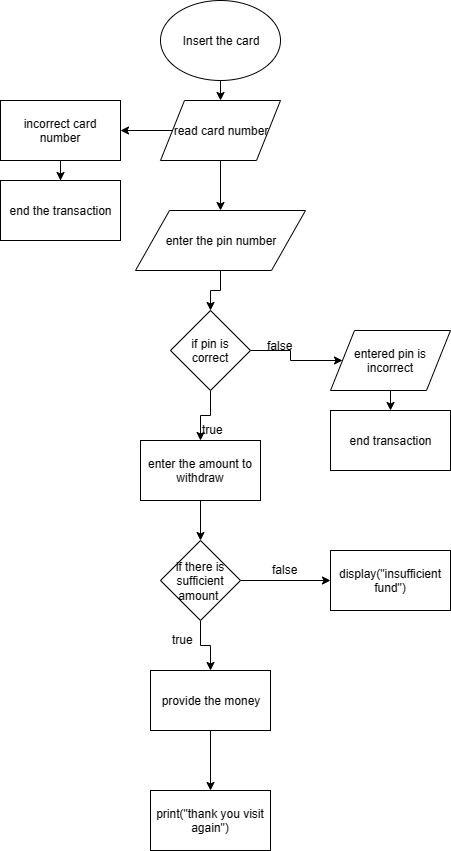 Insert the card
incorrect card
number
read card number
end the transaction
enter the pin number
if pin is
correct
false
entered pin is
incorrect
true
end transaction
enter the amount to
withdraw
if there is
sufficient
amount
false
display("insufficient
fund")
true
provide the money
print("thank you visit
again")